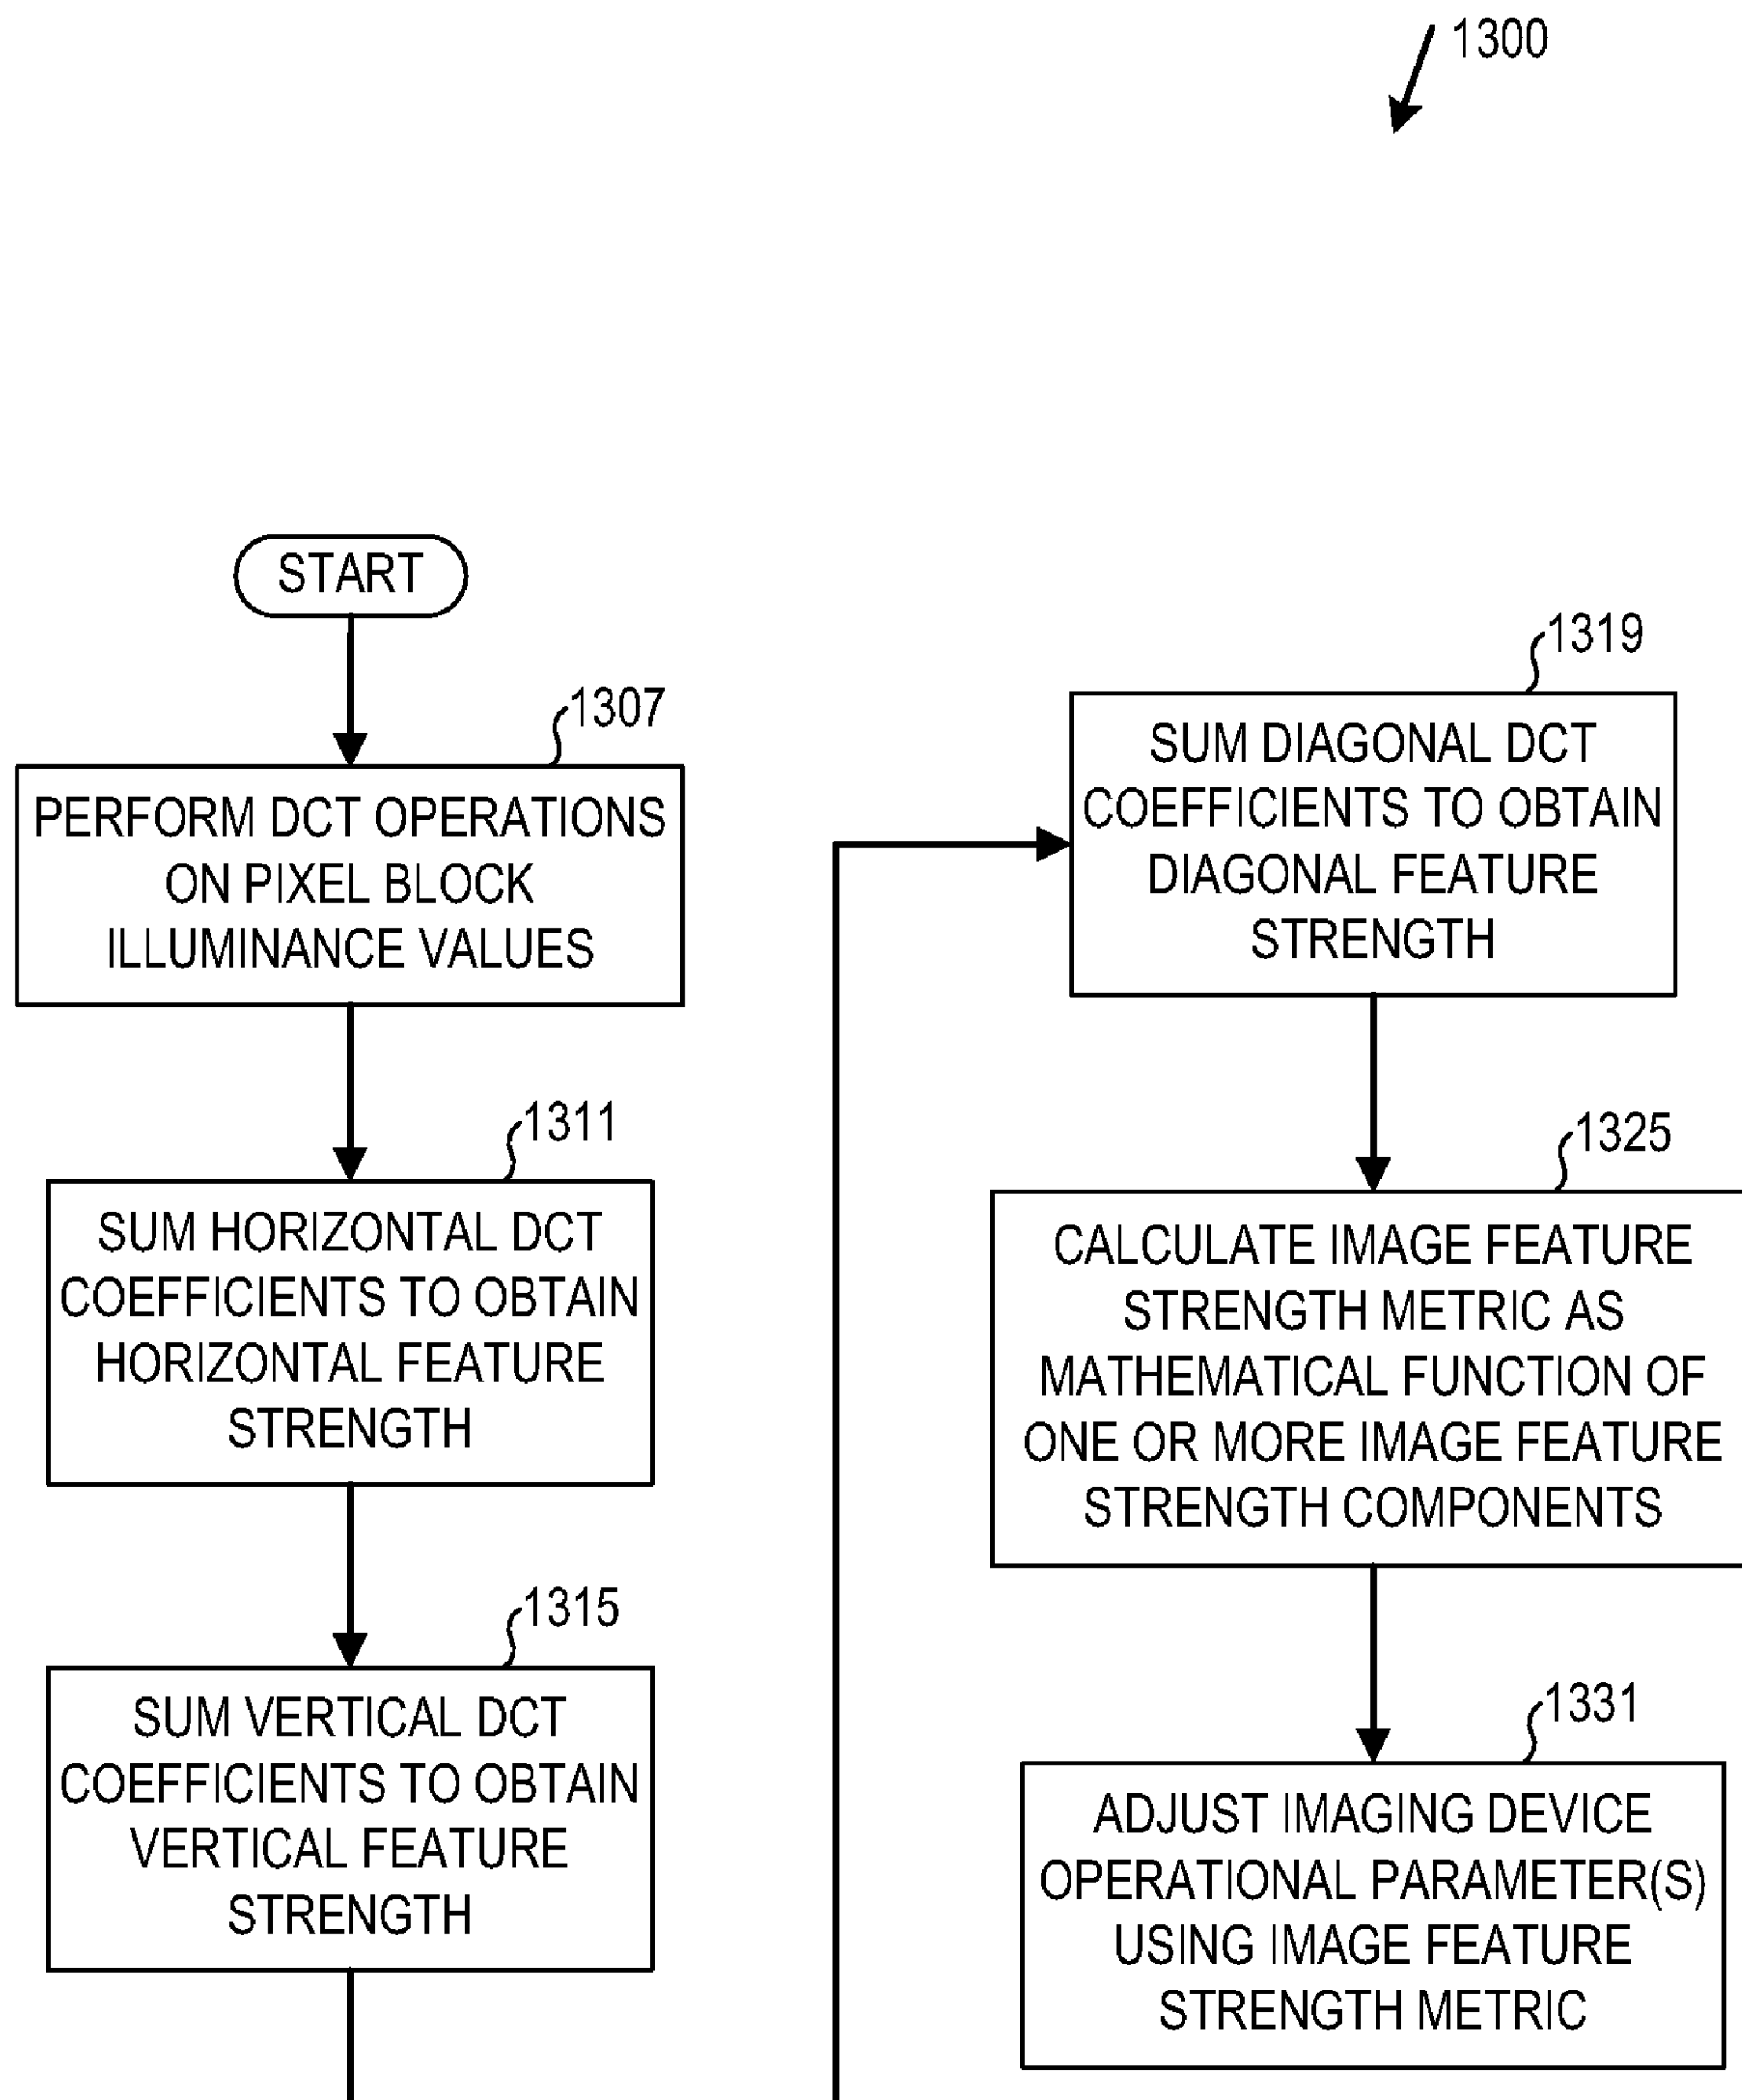 1300
START
1307
PERFORM DCT OPERATIONS
ON PIXEL BLOCK
ILLUMINANCE VALUES
1311
SUM HORIZONTAL DCT
COEFFICIENTS TO OBTAIN
HORIZONTAL FEATURE
STRENGTH
1315
SUM VERTICAL DCT
COEFFICIENTS TO OBTAIN
VERTICAL FEATURE
STRENGTH
1319
SUM DIAGONAL DCT
COEFFICIENTS TO OBTAIN
DIAGONAL FEATURE
STRENGTH
1325
CALCULATE IMAGE FEATURE
STRENGTH METRIC AS
MATHEMATICAL FUNCTION OF
ONE OR MORE IMAGE FEATURE
STRENGTH COMPONENTS
1331
ADJUST IMAGING DEVICE
OPERATIONAL PARAMETER(S)
USING IMAGE FEATURE
STRENGTH METRIC